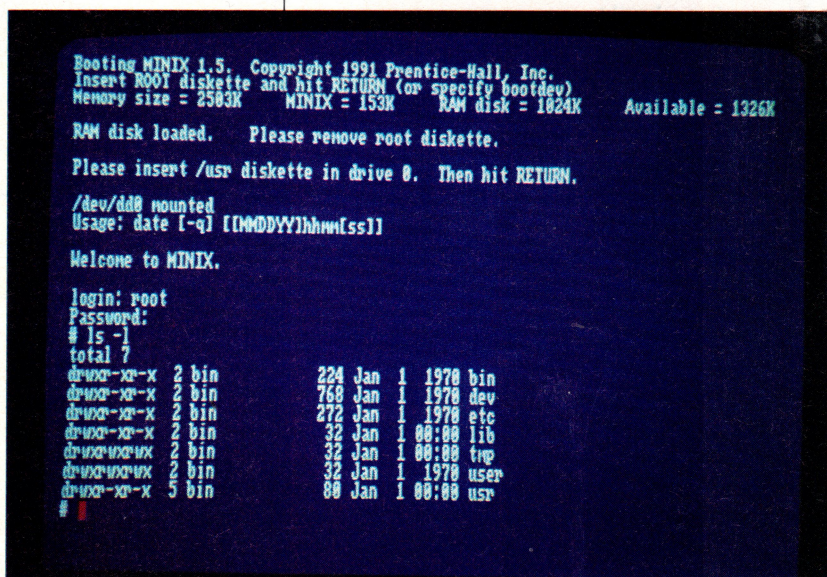 Booting MINIX 1.5. Copyright 1991 Prentice-Hall, Inc.
Insert ROOT diskette and hit RETURN (or specify bootdev)
Memory size = 2503K MINIX = 153K RAM disk = 1024K Available = 1326K
RAM disk loaded. Please remove root diskette.
Please insert /usr diskette in drive 0. Then hit RETURN.
/dev/dd0 mounted
Usage: date [-q] [[MMDDYY]hhmm[ss]]
Welcome to MINIX.
login: root
Password:
# ls -l
total 7
drwxr-xr-x 2 bin 224 Jan 1 1970 bin
drwxr-xr-x 2 bin 768 Jan 1 1970 dev
drwxr-xr-x 2 bin 272 Jan 1 1970 etc
drwxr-xr-x 2 bin 32 Jan 1 00:00 lib
drwxrwxrwx 2 bin 32 Jan 1 00:00 tmp
drwxrwxrwx 2 bin 32 Jan 1 1970 user
drwxr-xr-x 5 bin 80 Jan 1 00:00 usr
#